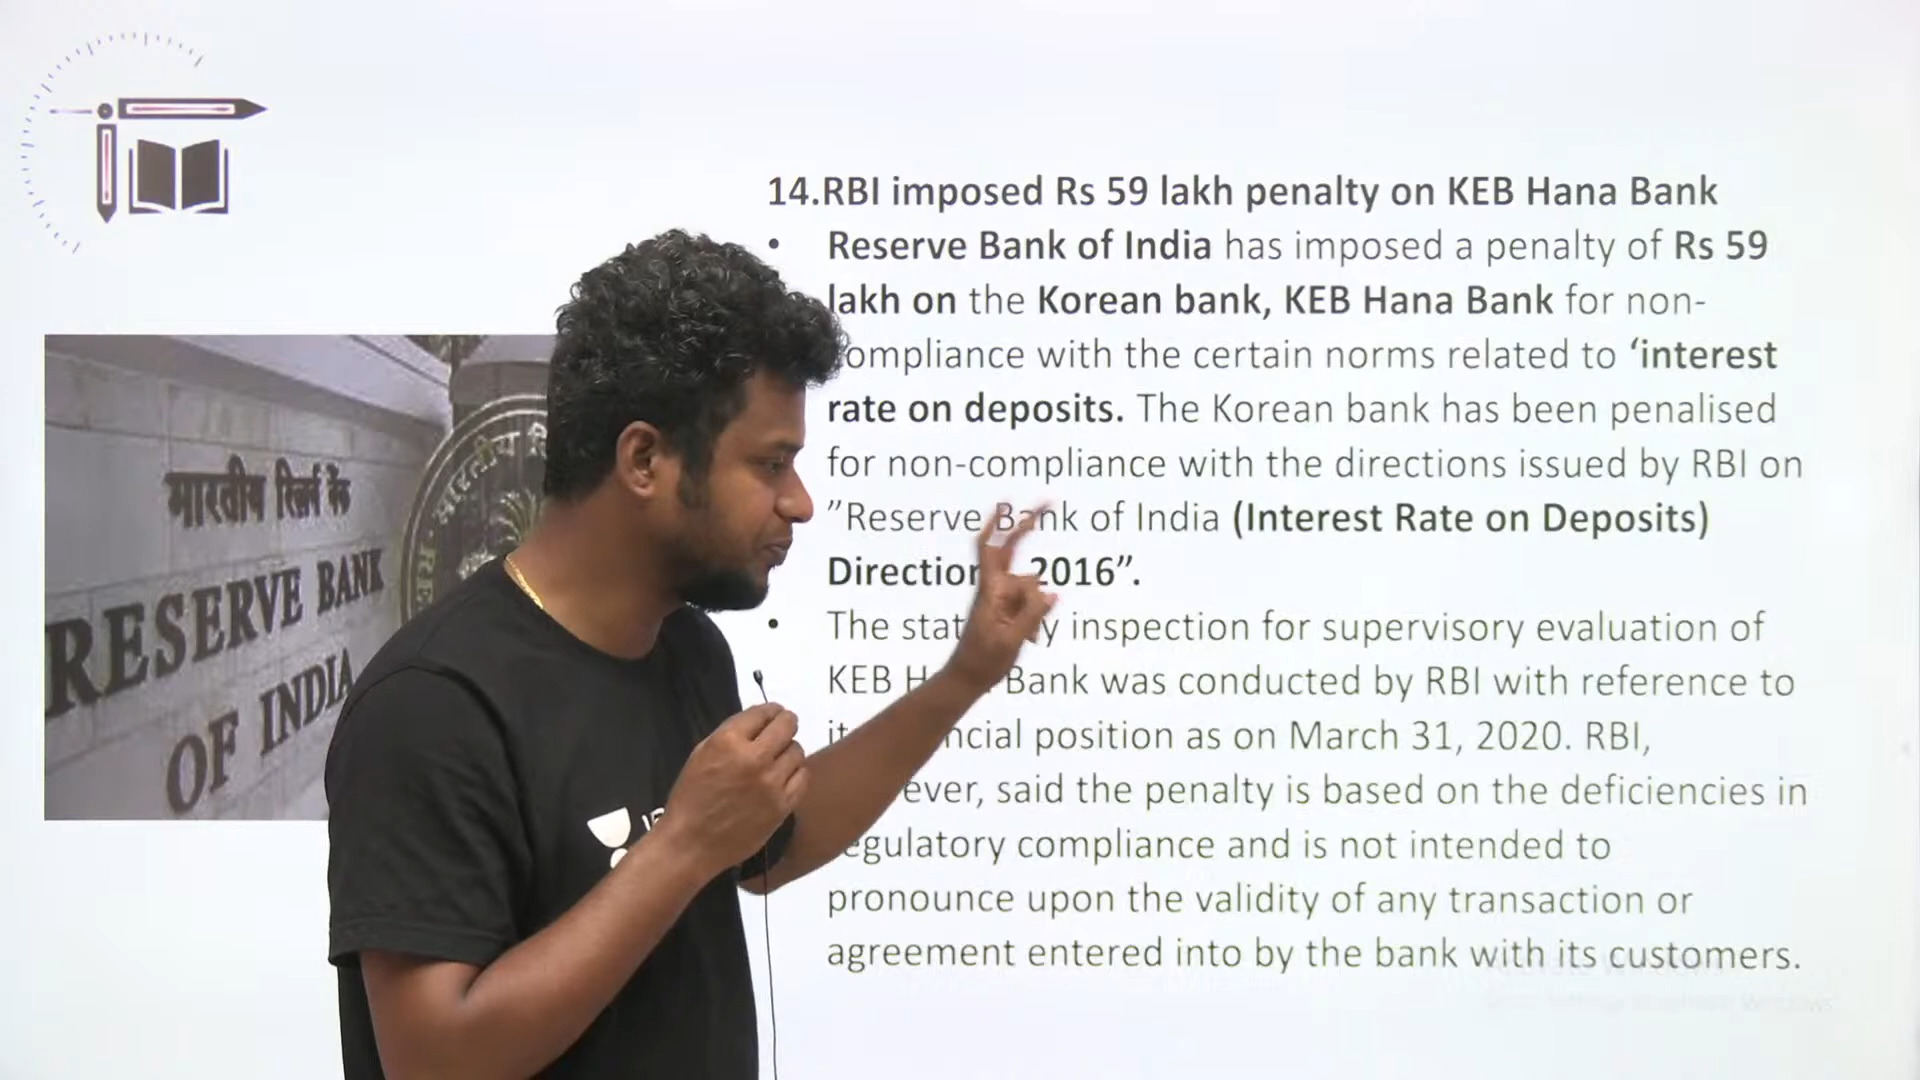 14.RBI imposed Rs 59 lakh penalty on KEB Hana Bank
• Reserve Bank of India has imposed a penalty of Rs 59
lakh on the Korean bank, KEB Hana Bank for non-
ompliance with the certain norms related to ‘interest
rate on deposits. The Korean bank has been penalised
for non-compliance with the directions issued by RBI on
”Reserve Bank of India (Interest Rate on Deposits)
Direction 2016”.
• The stat y inspection for supervisory evaluation of
KEB H Bank was conducted by RBI with reference to
ncial position as on March 31, 2020. RBI,
ever, said the penalty is based on the deficiencies in
egulatory compliance and is not intended to
pronounce upon the validity of any transaction or
agreement entered into by the bank with its customers.
भारतीय रिज़र्व बैंक
RESERVE BANK
OF INDIA